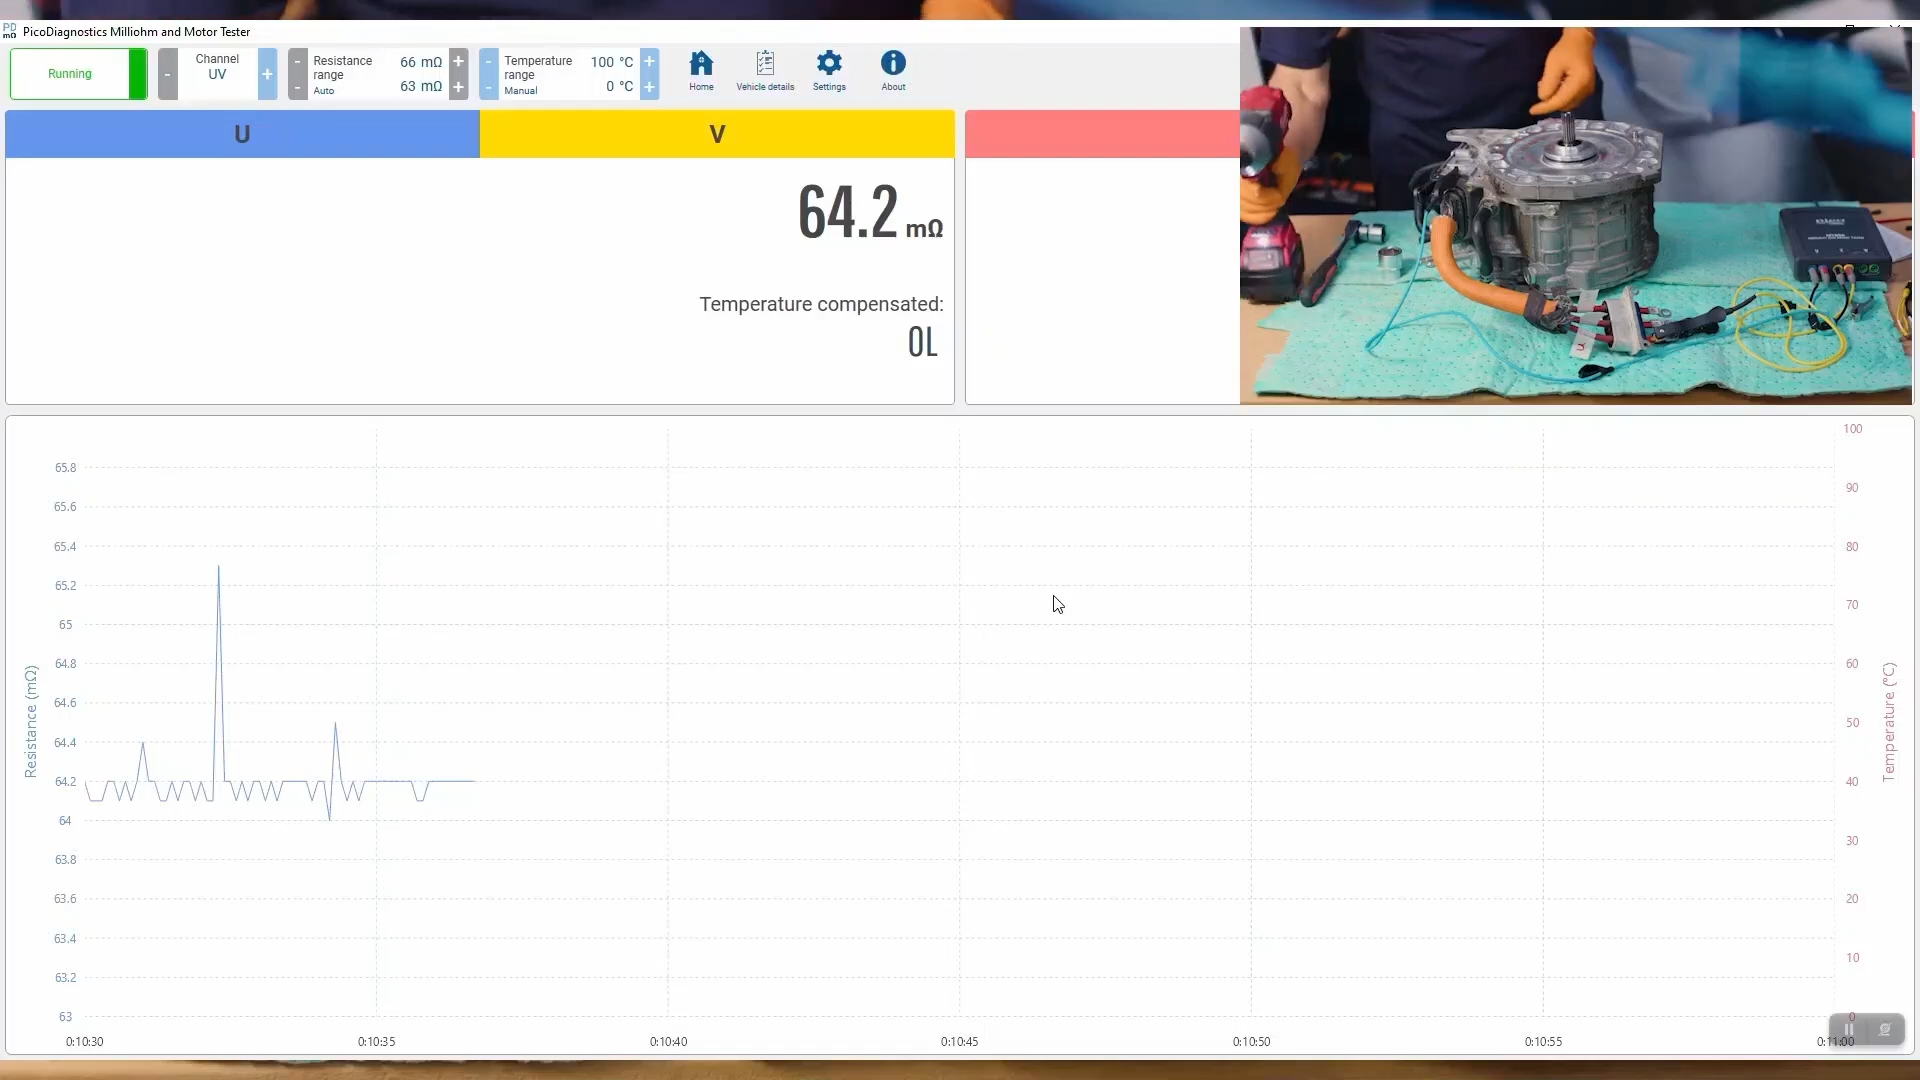 PicoDiagnostics Milliohm and Motor Tester
Running
- Channel UV +
- Resistance range Auto 66 mΩ +
- 63 mΩ +
- Temperature range Manual 100 °C +
- 0 °C +
Home
Vehicle details
Settings
About
U
V
64.2 mΩ
Temperature compensated:
0L
U
Resistance (mΩ)
65.8
65.6
65.4
65.2
65
64.8
64.6
64.4
64.2
64
63.8
63.6
63.4
63.2
63
100
90
80
70
60
50
40
30
20
10
0
Temperature (°C)
0:10:30
0:10:35
0:10:40
0:10:45
0:10:50
0:10:55
0:11:00